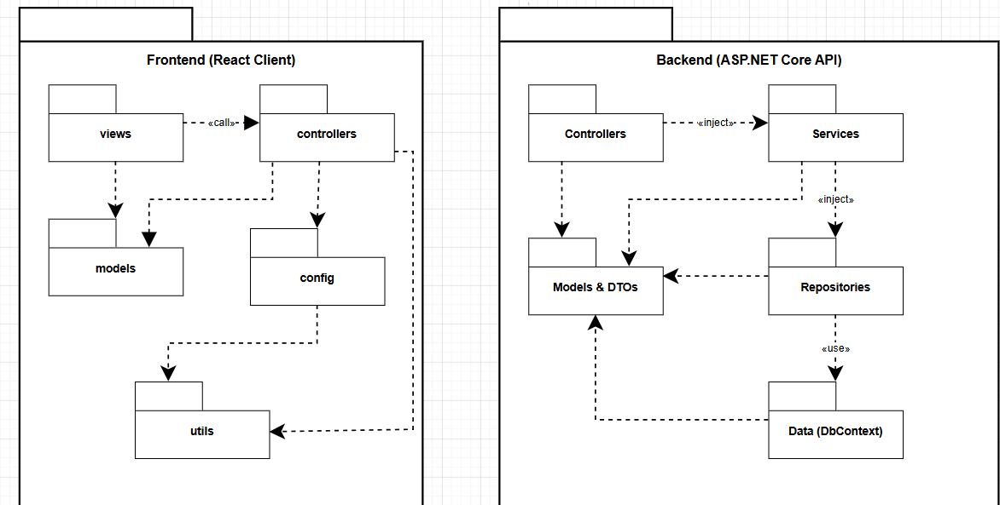 Frontend (React Client)
views
«call»
controllers
models
config
utils
Backend (ASP.NET Core API)
Controllers
«inject»
Services
«inject»
Models & DTOs
Repositories
«use»
Data (DbContext)